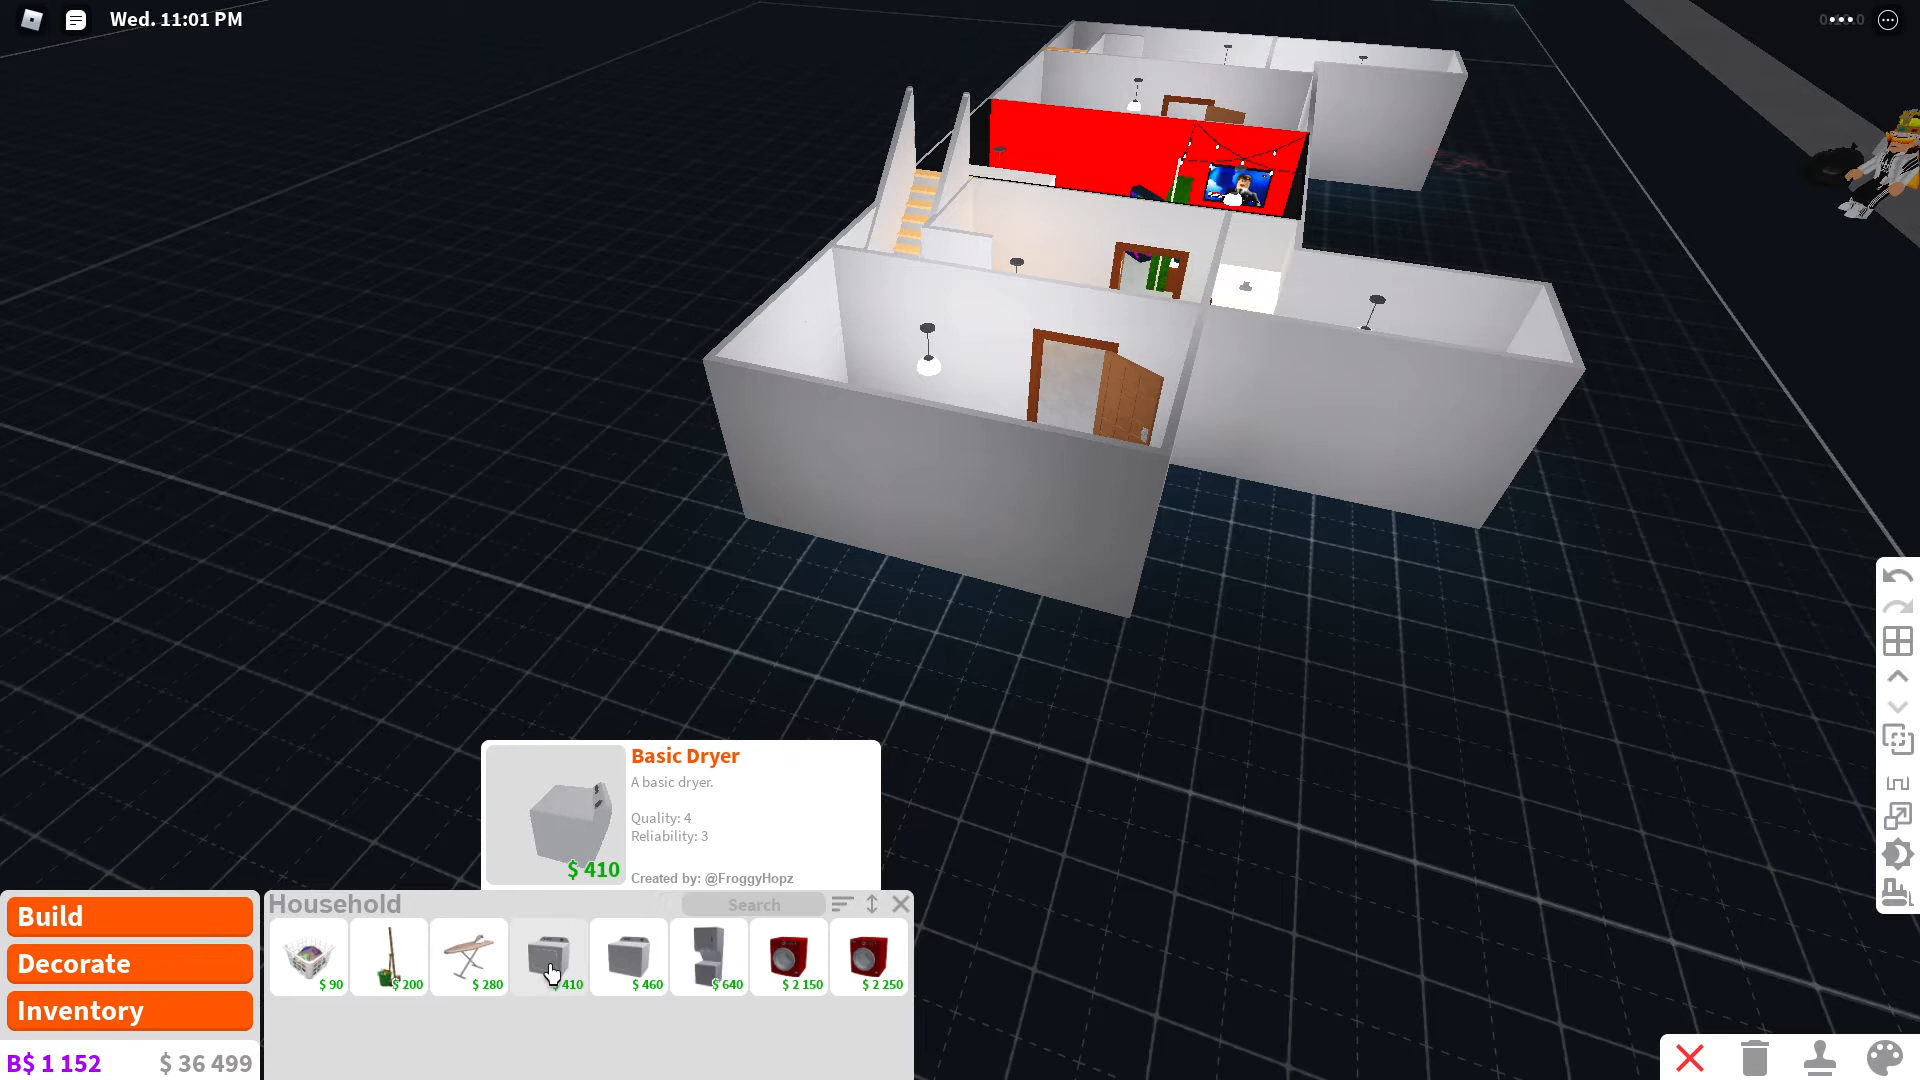 Wed. 11:01 PM
Basic Dryer
A basic dryer.
Quality: 4
Reliability: 3
$ 410
Created by: @FroggyHopz
Build
Decorate
Inventory
B$ 1 152
$ 36 499
Household
Search
$ 90
$ 200
$ 280
$ 410
$ 460
$ 640
$ 2 150
$ 2 250